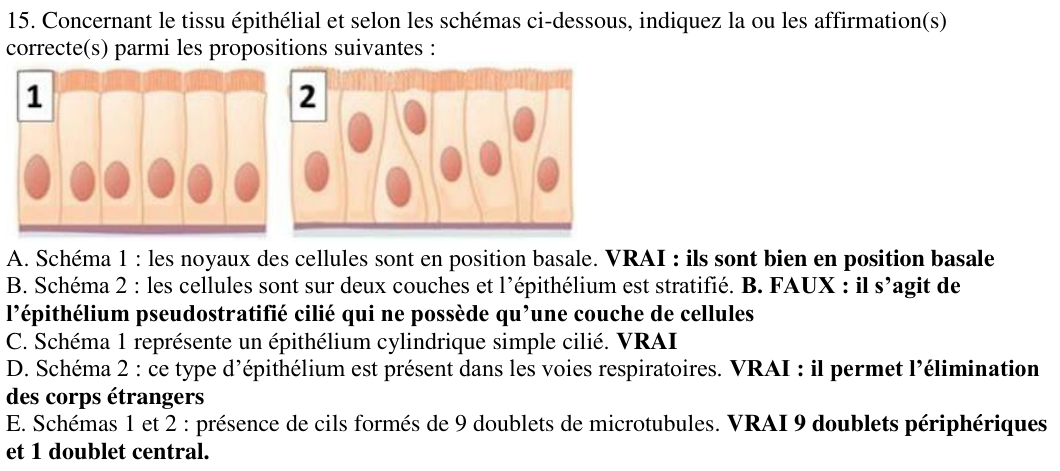 15. Concernant le tissu épithélial et selon les schémas ci-dessous, indiquez la ou les affirmation(s)
correcte(s) parmi les propositions suivantes :
1
2
A. Schéma 1 : les noyaux des cellules sont en position basale. VRAI : ils sont bien en position basale
B. Schéma 2 : les cellules sont sur deux couches et l’épithélium est stratifié. B. FAUX : il s’agit de
l’épithélium pseudostratifié cilié qui ne possède qu’une couche de cellules
C. Schéma 1 représente un épithélium cylindrique simple cilié. VRAI
D. Schéma 2 : ce type d’épithélium est présent dans les voies respiratoires. VRAI : il permet l’élimination
des corps étrangers
E. Schémas 1 et 2 : présence de cils formés de 9 doublets de microtubules. VRAI 9 doublets périphériques
et 1 doublet central.